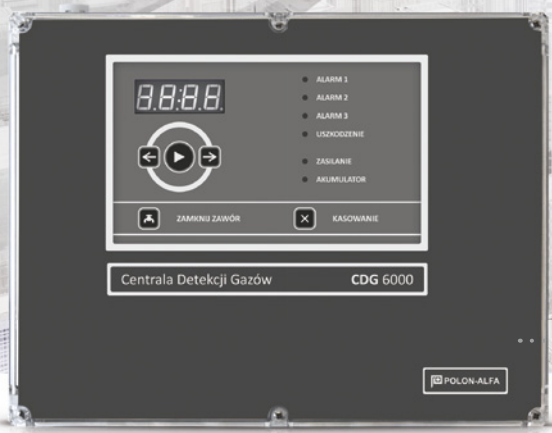 8.8:8.8
ALARM 1
ALARM 2
ALARM 3
USZKODZENIE
ZASILANIE
AKUMULATOR
ZAMKNIJ ZAWÓR
KASOWANIE
Centrala Detekcji Gazów CDG 6000
POLON-ALFA